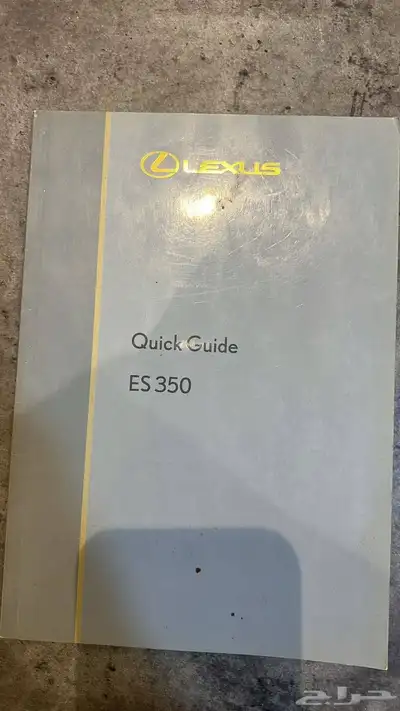 LEXUS
Quick Guide
ES 350
حراج